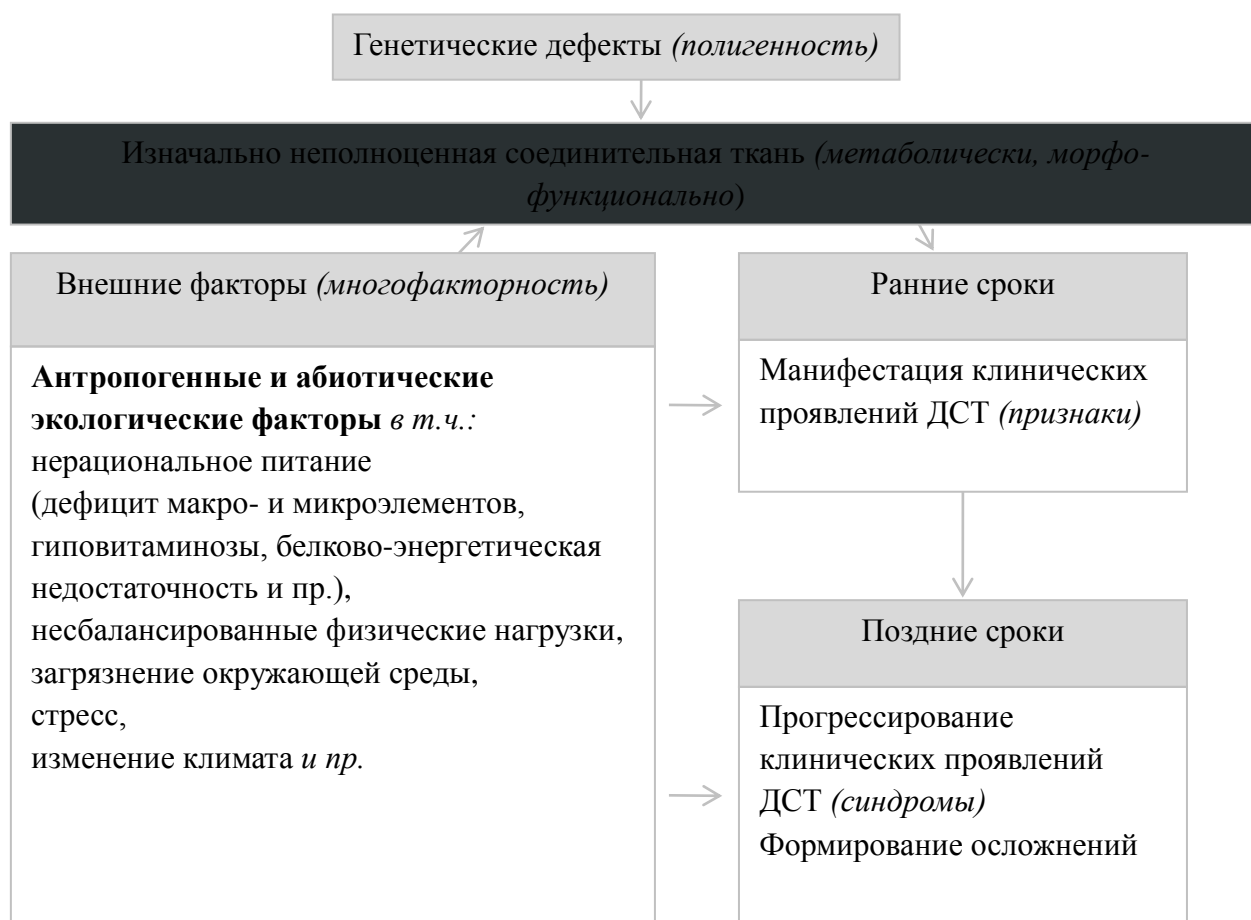 Генетические дефекты (полигенность)
Изначально неполноценная соединительная ткань (метаболически, морфо-
функционально)
Внешние факторы (многофакторность)
Антропогенные и абиотические
экологические факторы в т.ч.:
нерациональное питание
(дефицит макро- и микроэлементов,
гиповитаминозы, белково-энергетическая
недостаточность и пр.),
несбалансированные физические нагрузки,
загрязнение окружающей среды,
стресс,
изменение климата и пр.
Ранние сроки
Манифестация клинических
проявлений ДСТ (признаки)
Поздние сроки
Прогрессирование
клинических проявлений
ДСТ (синдромы)
Формирование осложнений